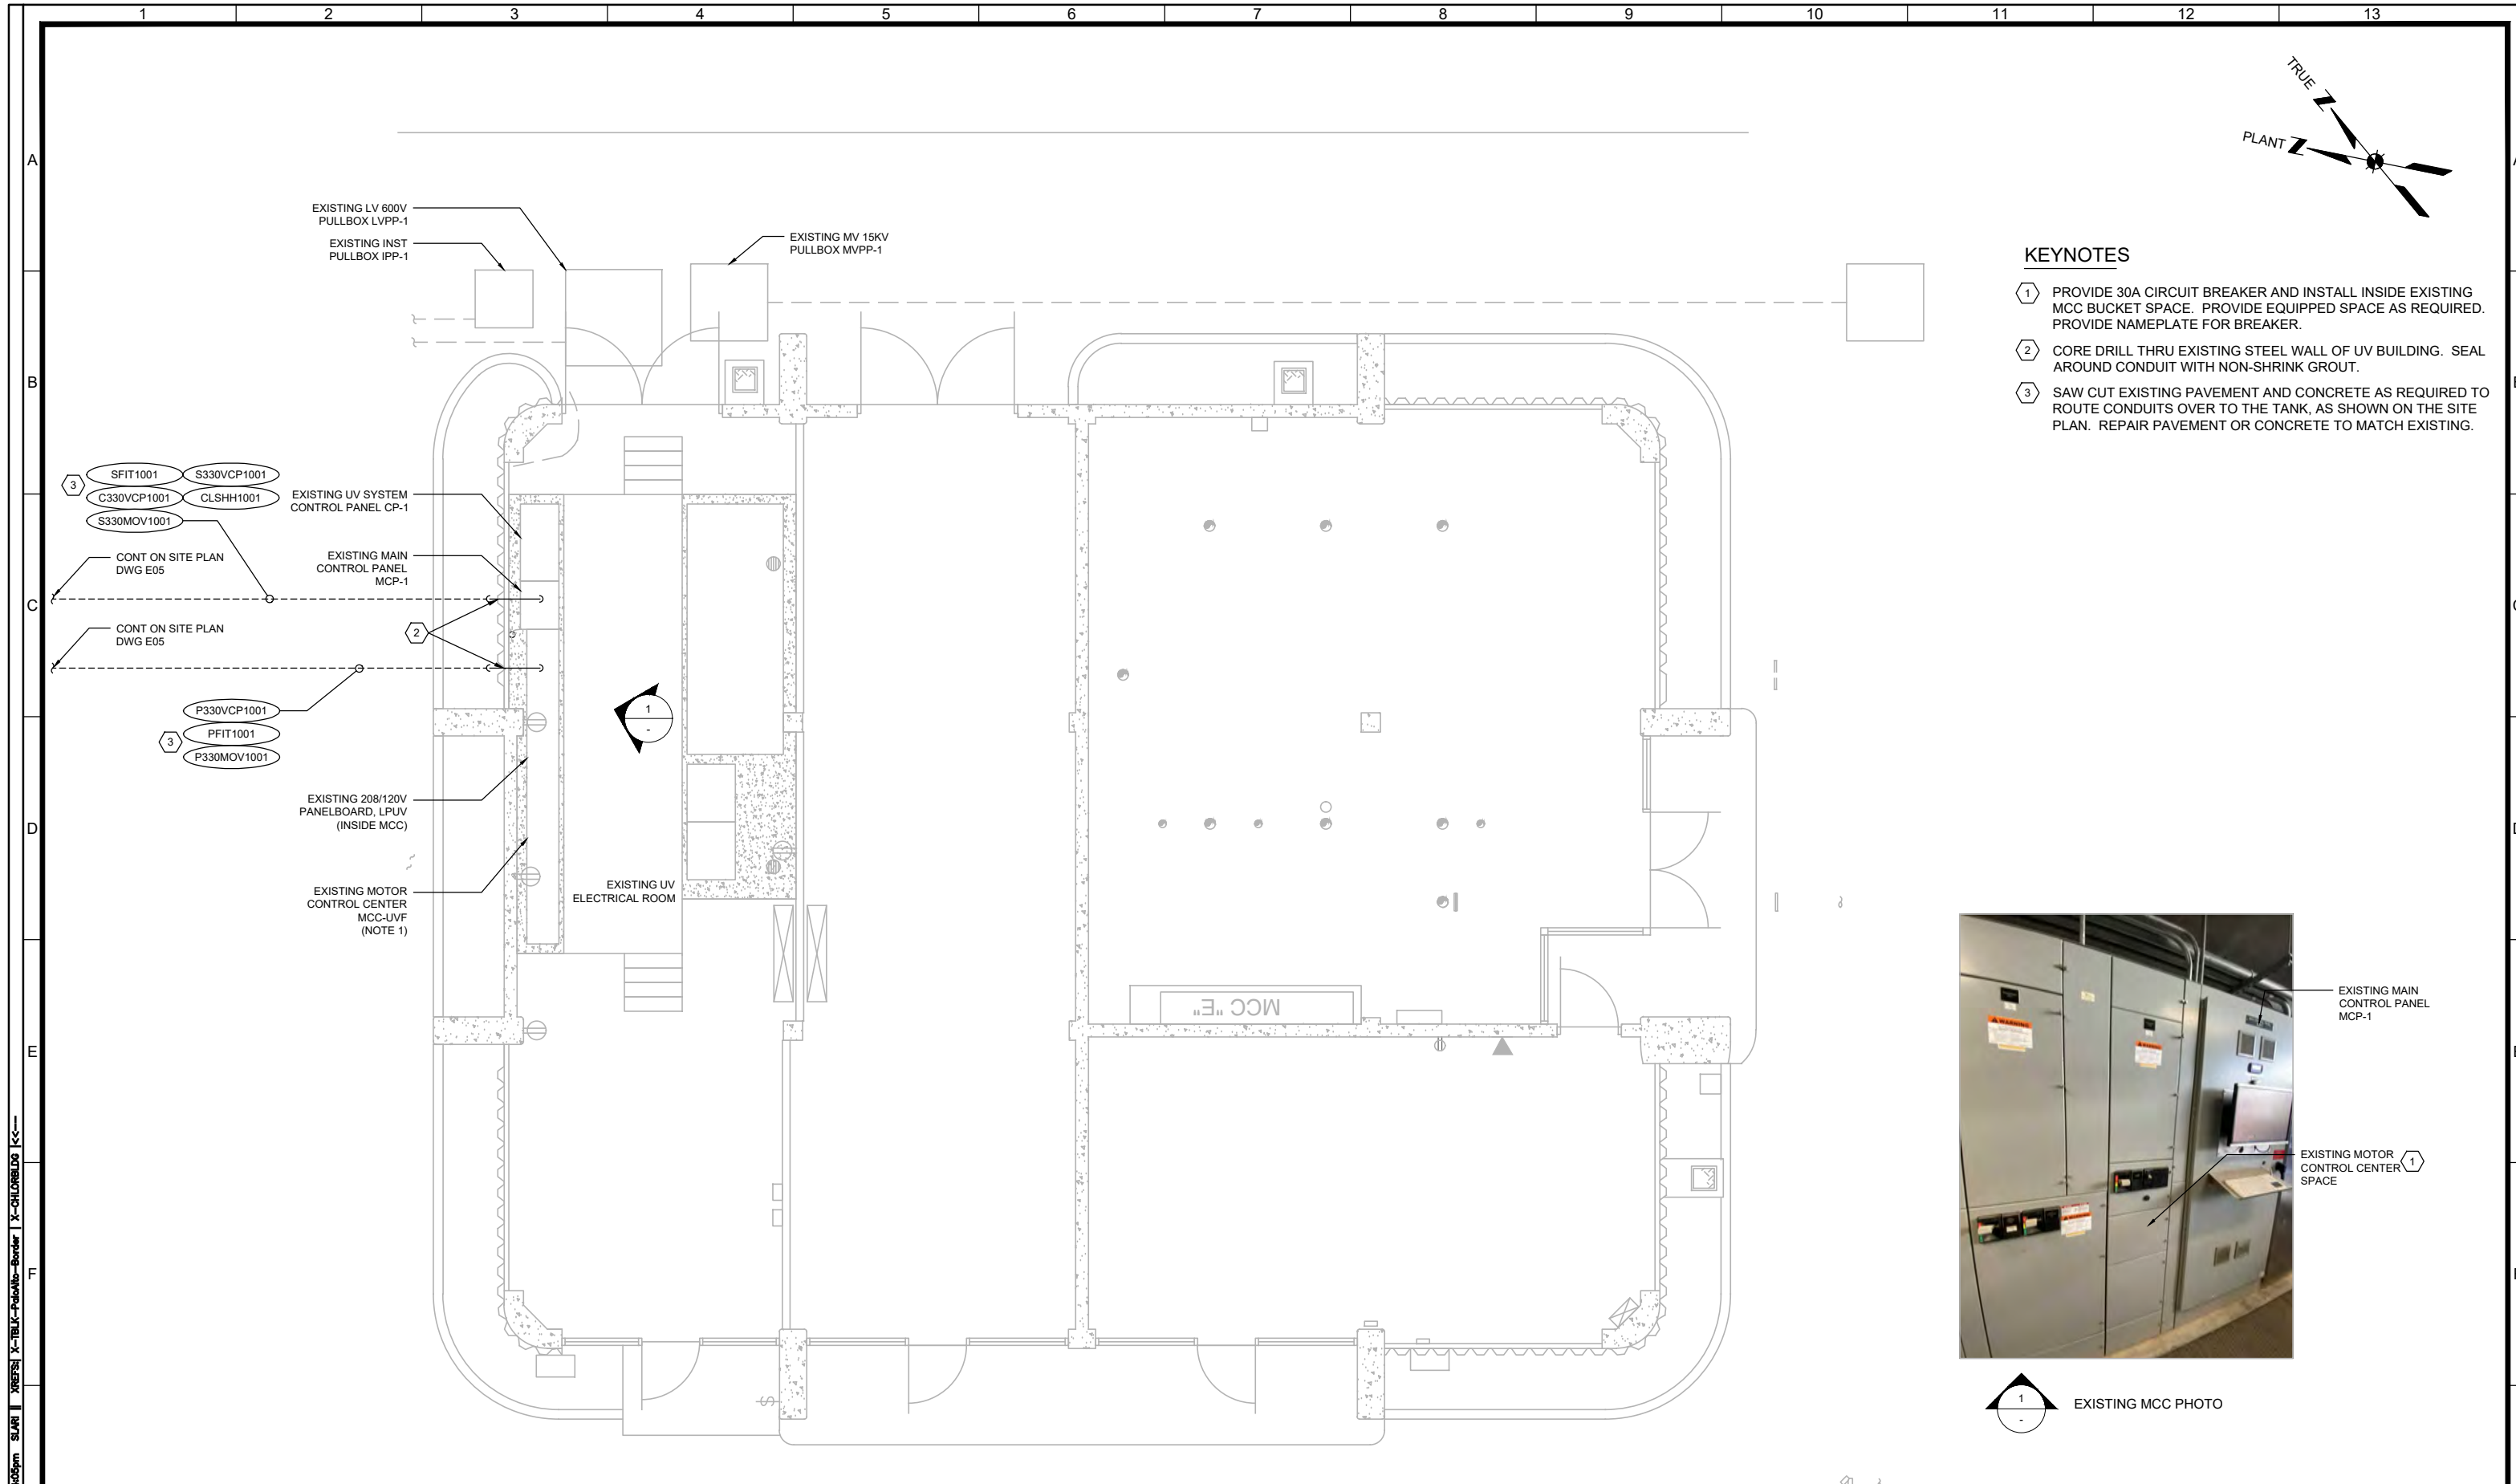 1 2 3 4 5 6 7 8 9 10 11 12 13
A
B
C
D
E
F
TRUE
PLANT
EXISTING LV 600V
PULLBOX LVPP-1
EXISTING INST
PULLBOX IPP-1
EXISTING MV 15KV
PULLBOX MVPP-1
KEYNOTES
1 PROVIDE 30A CIRCUIT BREAKER AND INSTALL INSIDE EXISTING
MCC BUCKET SPACE. PROVIDE EQUIPPED SPACE AS REQUIRED.
PROVIDE NAMEPLATE FOR BREAKER.
2 CORE DRILL THRU EXISTING STEEL WALL OF UV BUILDING. SEAL
AROUND CONDUIT WITH NON-SHRINK GROUT.
3 SAW CUT EXISTING PAVEMENT AND CONCRETE AS REQUIRED TO
ROUTE CONDUITS OVER TO THE TANK, AS SHOWN ON THE SITE
PLAN. REPAIR PAVEMENT OR CONCRETE TO MATCH EXISTING.
3
SFIT1001 S330VCP1001
C330VCP1001 CLSHH1001
S330MOV1001
EXISTING UV SYSTEM
CONTROL PANEL CP-1
CONT ON SITE PLAN
DWG E05
EXISTING MAIN
CONTROL PANEL
MCP-1
CONT ON SITE PLAN
DWG E05
2
P330VCP1001
PFIT1001
P330MOV1001
3
1
-
EXISTING 208/120V
PANELBOARD, LPUV
(INSIDE MCC)
EXISTING MOTOR
CONTROL CENTER
MCC-UVF
(NOTE 1)
EXISTING UV
ELECTRICAL ROOM
MCC "E"
WARNING
EXISTING MAIN
CONTROL PANEL
MCP-1
EXISTING MOTOR
CONTROL CENTER
SPACE
1
1
-
EXISTING MCC PHOTO
S
:05pm SLARI || XREFS: X-TBLK-PaloAlto-Border | X-CHLORBLDG |<<——